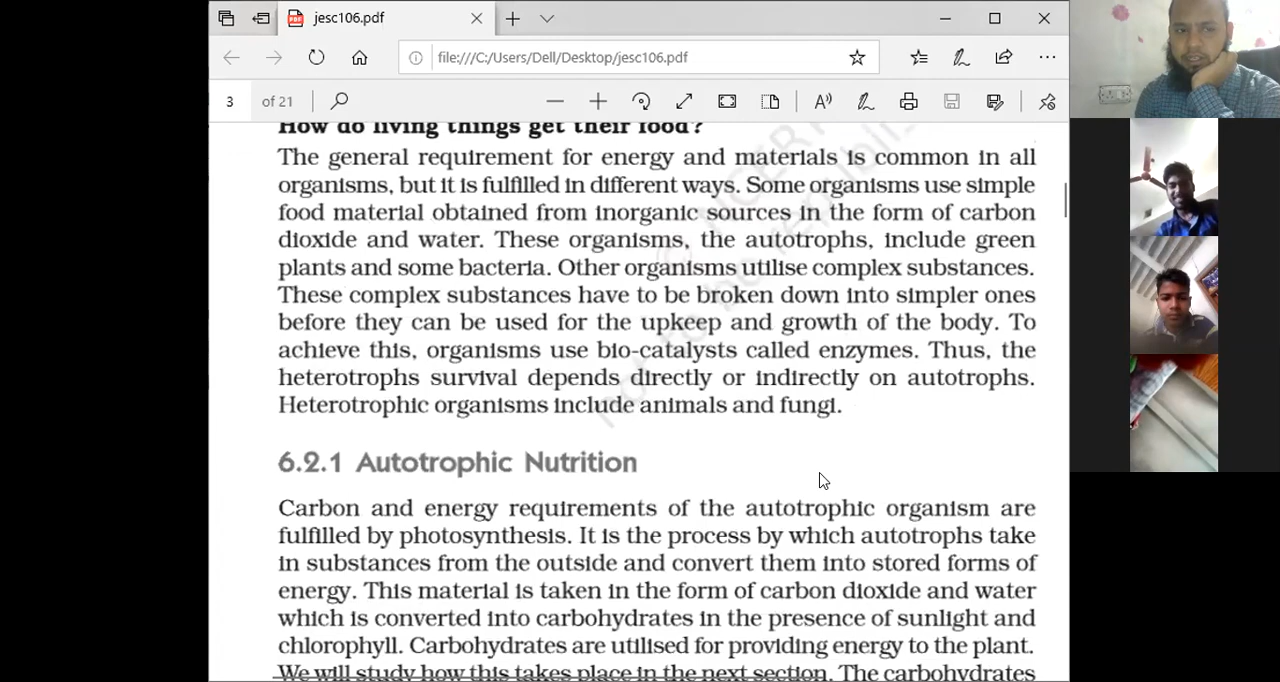 jesc106.pdf
file:///C:/Users/Dell/Desktop/jesc106.pdf
3 of 21
How do living things get their food?
The general requirement for energy and materials is common in all
organisms, but it is fulfilled in different ways. Some organisms use simple
food material obtained from inorganic sources in the form of carbon
dioxide and water. These organisms, the autotrophs, include green
plants and some bacteria. Other organisms utilise complex substances.
These complex substances have to be broken down into simpler ones
before they can be used for the upkeep and growth of the body. To
achieve this, organisms use bio-catalysts called enzymes. Thus, the
heterotrophs survival depends directly or indirectly on autotrophs.
Heterotrophic organisms include animals and fungi.
6.2.1 Autotrophic Nutrition
Carbon and energy requirements of the autotrophic organism are
fulfilled by photosynthesis. It is the process by which autotrophs take
in substances from the outside and convert them into stored forms of
energy. This material is taken in the form of carbon dioxide and water
which is converted into carbohydrates in the presence of sunlight and
chlorophyll. Carbohydrates are utilised for providing energy to the plant.
We will study how this takes place in the next section. The carbohydrates